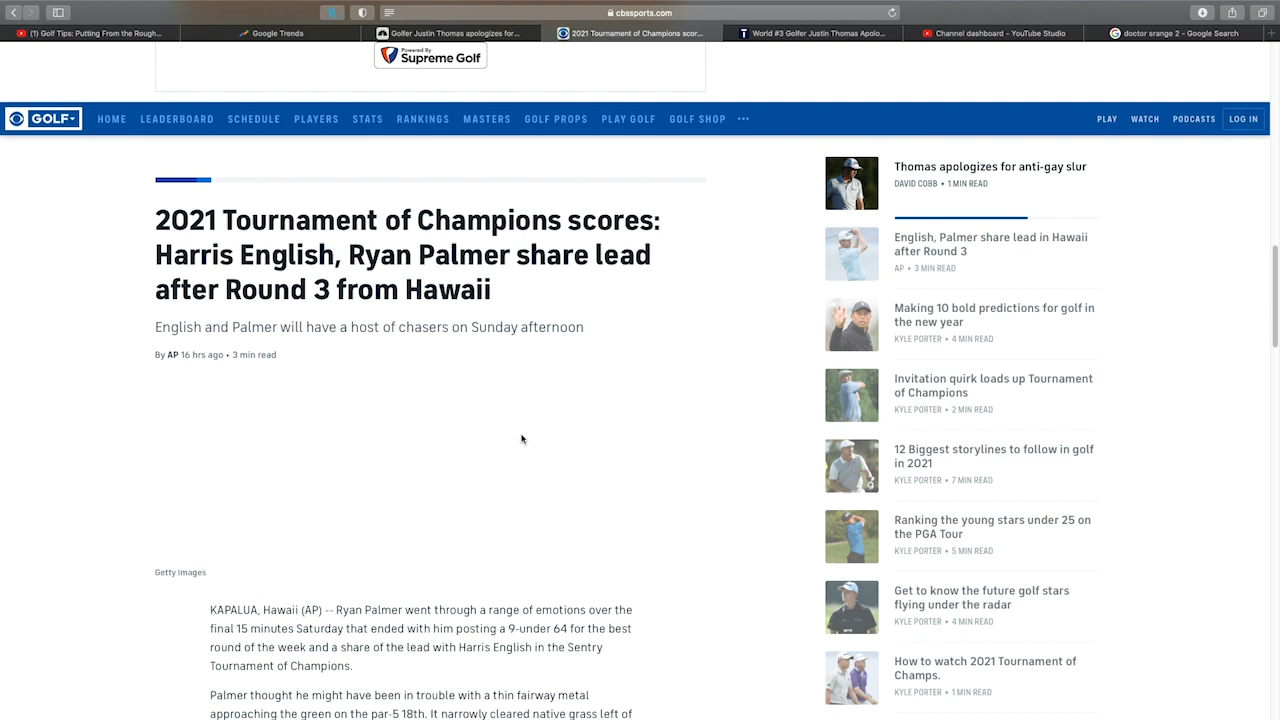 cbssports.com
(1) Golf Tips: Putting From the Rough...
Google Trends
Golfer Justin Thomas apologizes for...
2021 Tournament of Champions scor...
World #3 Golfer Justin Thomas Apolo...
Channel dashboard - YouTube Studio
doctor srange 2 - Google Search
Powered By
Supreme Golf
GOLF
HOME
LEADERBOARD
SCHEDULE
PLAYERS
STATS
RANKINGS
MASTERS
GOLF PROPS
PLAY GOLF
GOLF SHOP
PLAY
WATCH
PODCASTS
LOG IN
2021 Tournament of Champions scores:
Harris English, Ryan Palmer share lead
after Round 3 from Hawaii
English and Palmer will have a host of chasers on Sunday afternoon
By AP 16 hrs ago • 3 min read
Getty Images
KAPALUA, Hawaii (AP) -- Ryan Palmer went through a range of emotions over the
final 15 minutes Saturday that ended with him posting a 9-under 64 for the best
round of the week and a share of the lead with Harris English in the Sentry
Tournament of Champions.
Palmer thought he might have been in trouble with a thin fairway metal
approaching the green on the par-5 18th. It narrowly cleared native grass left of
Thomas apologizes for anti-gay slur
DAVID COBB • 1 MIN READ
English, Palmer share lead in Hawaii
after Round 3
AP • 3 MIN READ
Making 10 bold predictions for golf in
the new year
KYLE PORTER • 4 MIN READ
Invitation quirk loads up Tournament
of Champions
KYLE PORTER • 2 MIN READ
12 Biggest storylines to follow in golf
in 2021
KYLE PORTER • 7 MIN READ
Ranking the young stars under 25 on
the PGA Tour
KYLE PORTER • 5 MIN READ
Get to know the future golf stars
flying under the radar
KYLE PORTER • 4 MIN READ
How to watch 2021 Tournament of
Champs.
KYLE PORTER • 1 MIN READ